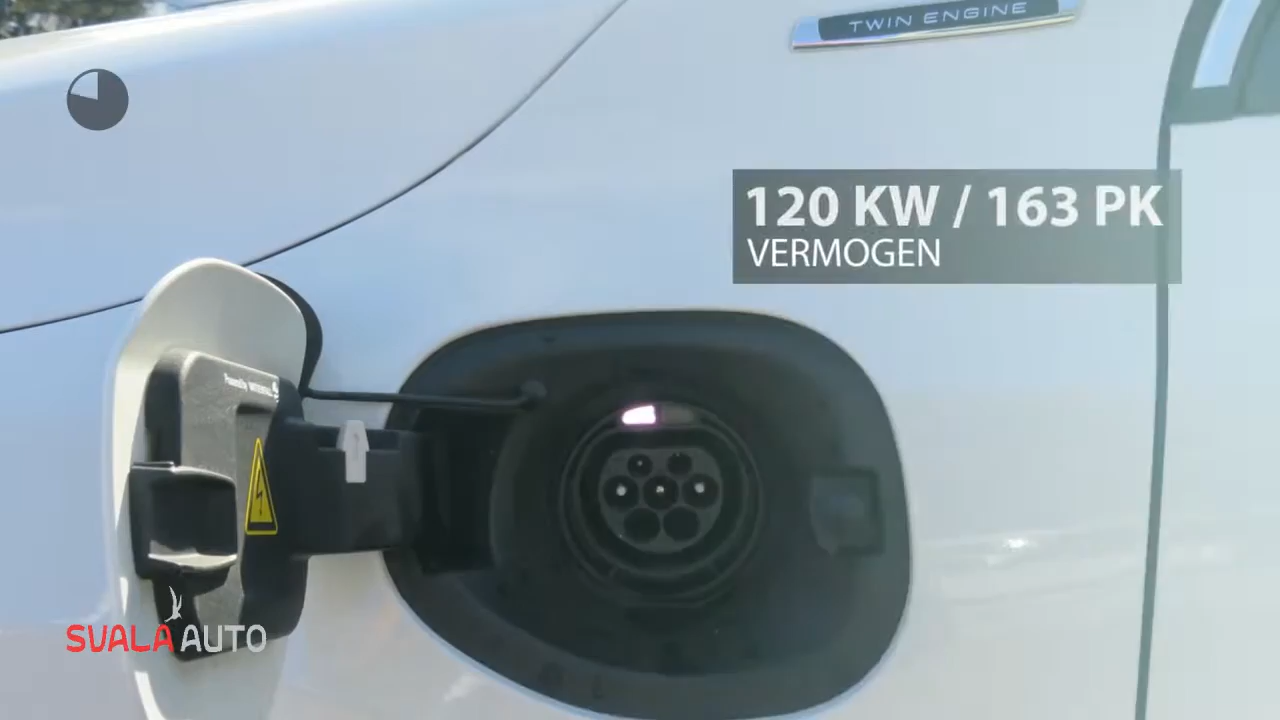 TWIN ENGINE
120 KW / 163 PK
VERMOGEN
SVALA AUTO